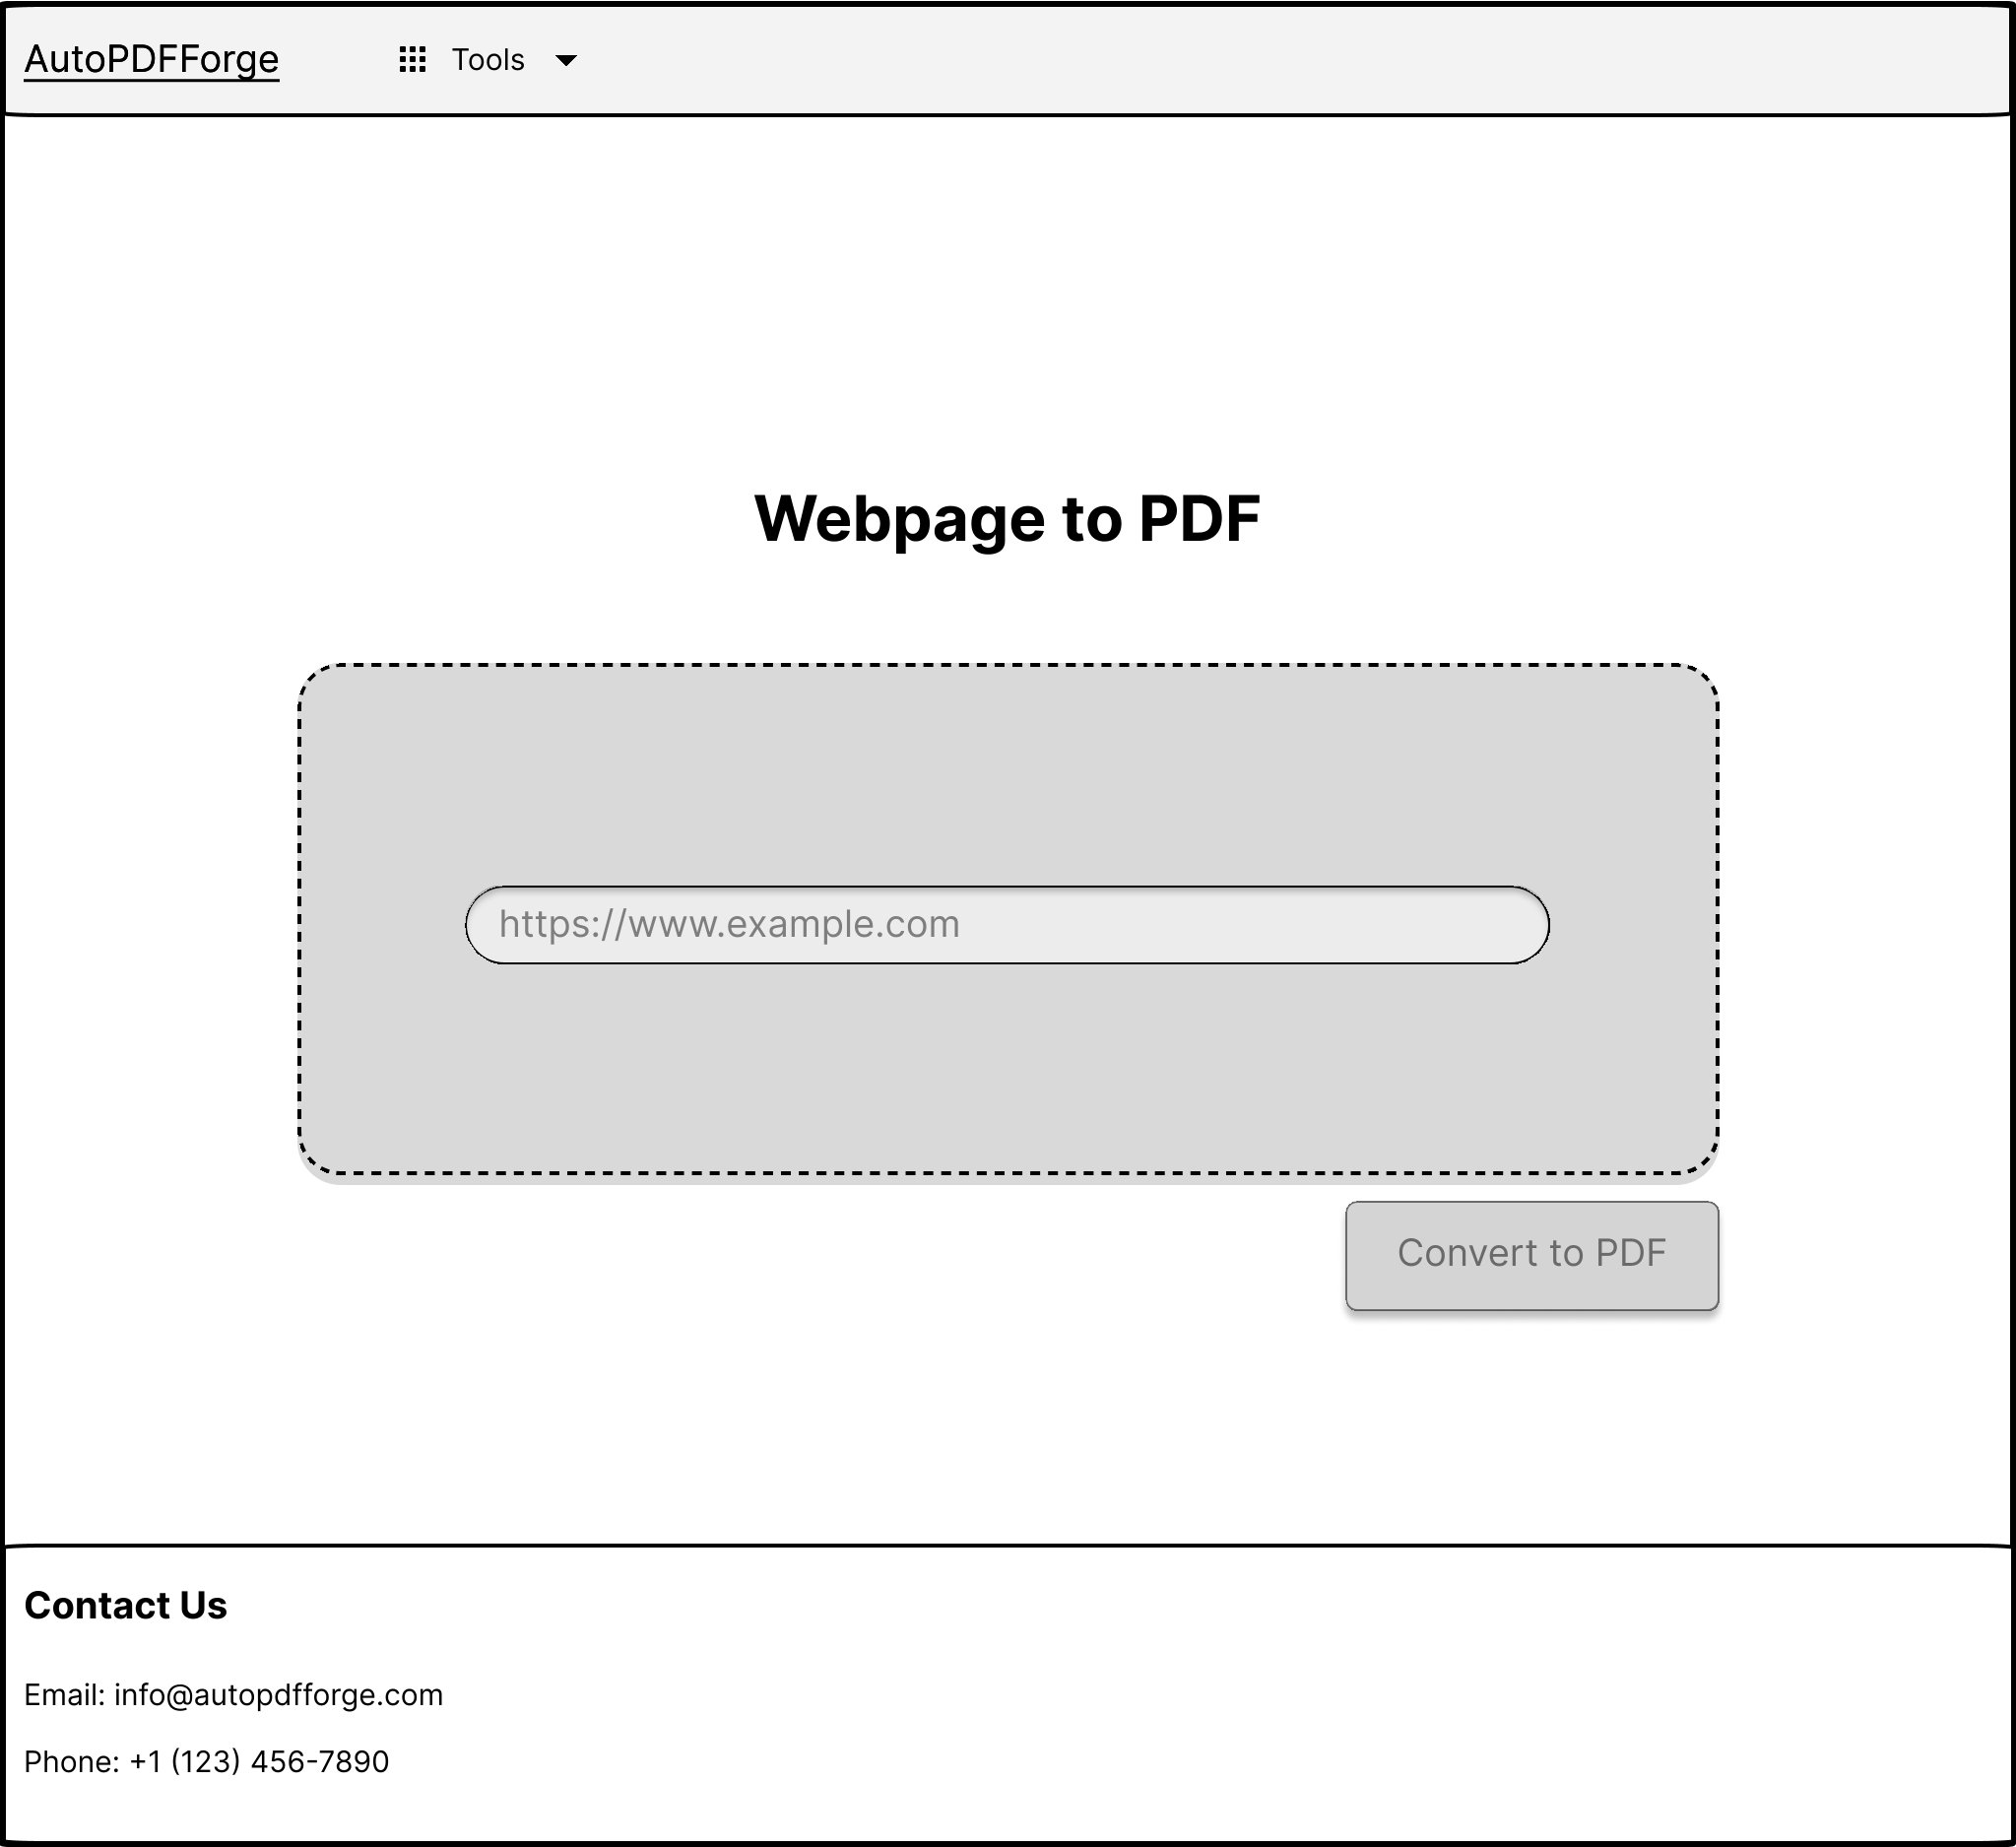 AutoPDFForge
Tools
Webpage to PDF
https://www.example.com
Convert to PDF
Contact Us
Email: info@autopdfforge.com
Phone: +1 (123) 456-7890